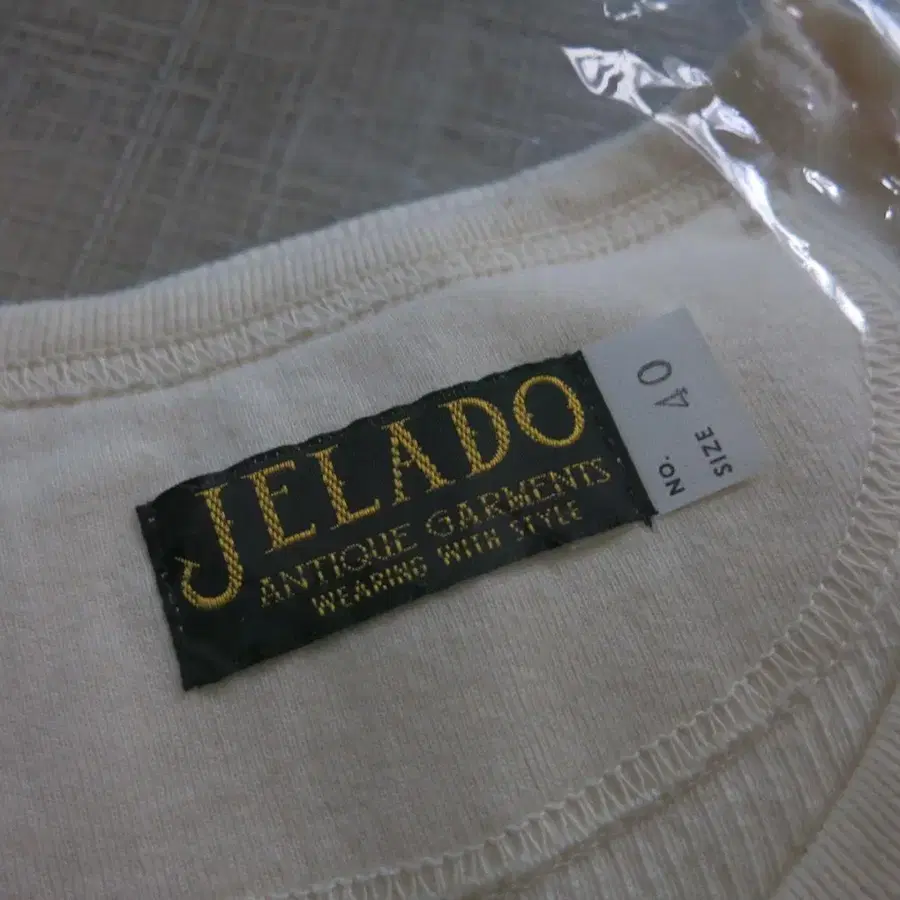 JELADO
ANTIQUE GARMENTS
WEARING WITH STYLE
NO.
SIZE
40